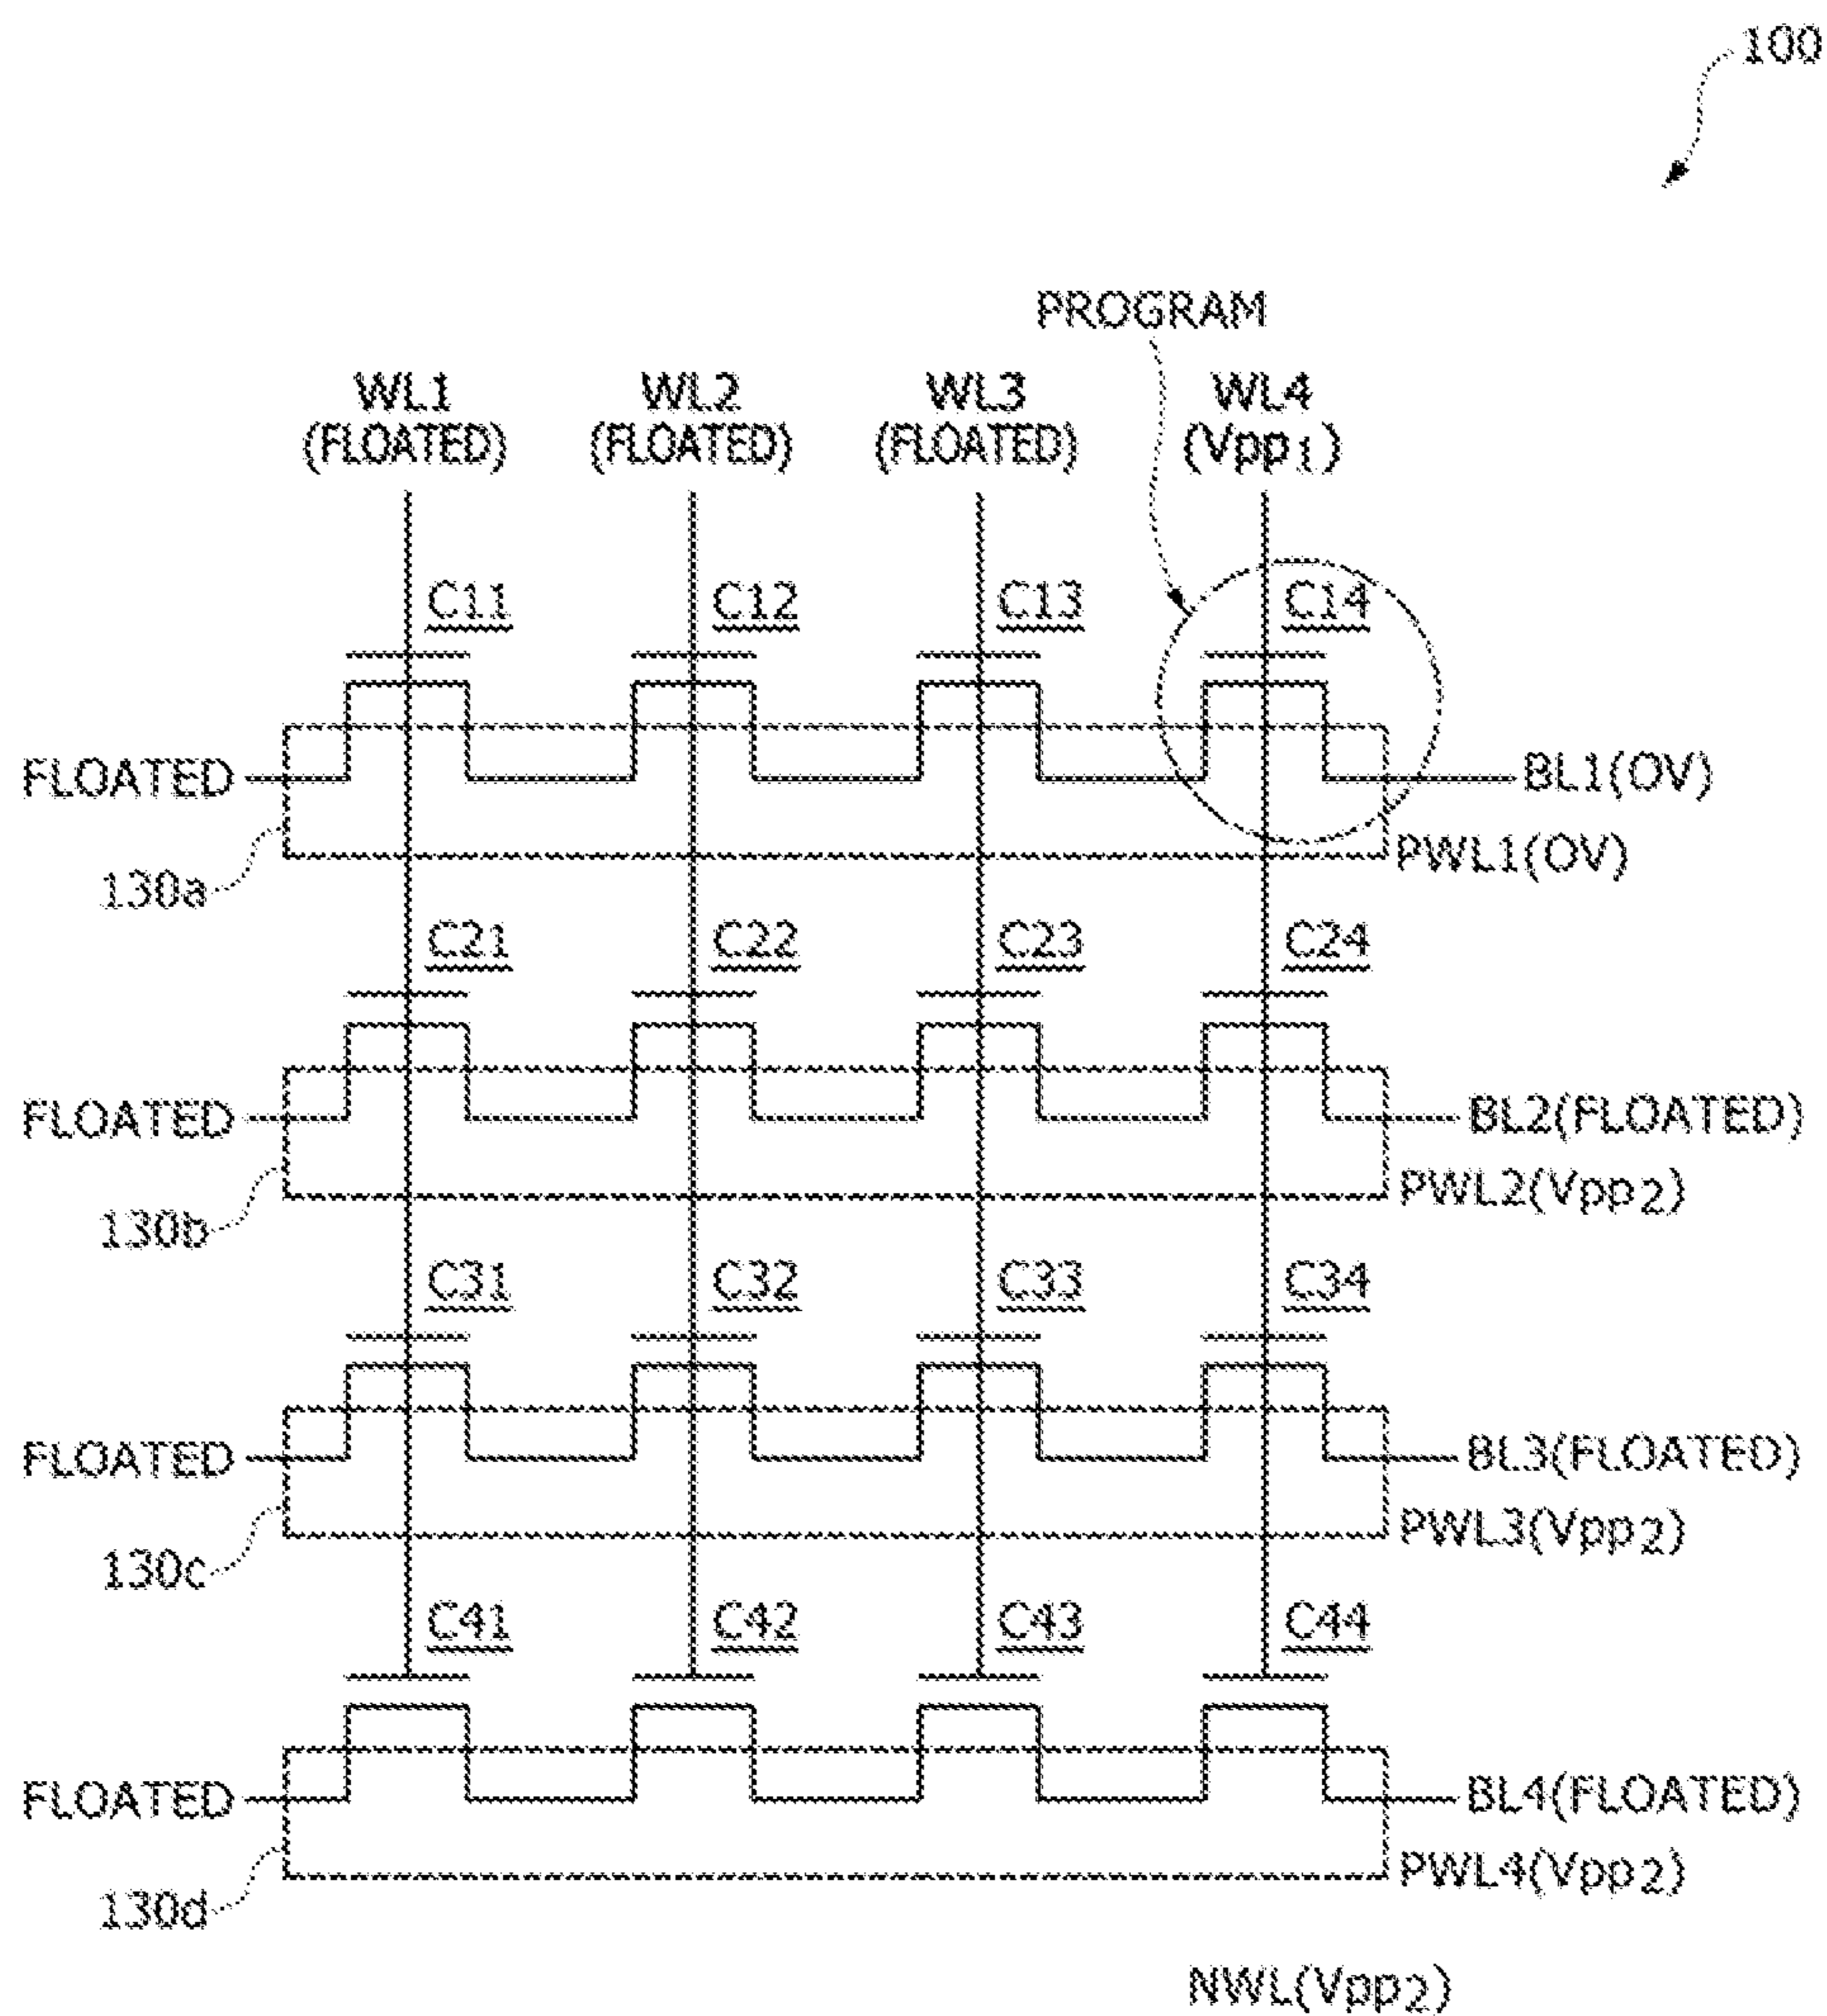 100
PROGRAM
WL1 WL2 WL3 WL4
(FLOATED) (FLOATED) (FLOATED) (Vpp1)
C11 C12 C13 C14
FLOATED BL1(OV)
130a PWL1(OV)
C21 C22 C23 C24
FLOATED BL2(FLOATED)
130b PWL2(Vpp2)
C31 C32 C33 C34
FLOATED BL3(FLOATED)
130c PWL3(Vpp2)
C41 C42 C43 C44
FLOATED BL4(FLOATED)
130d PWL4(Vpp2)
NWL(Vpp2)